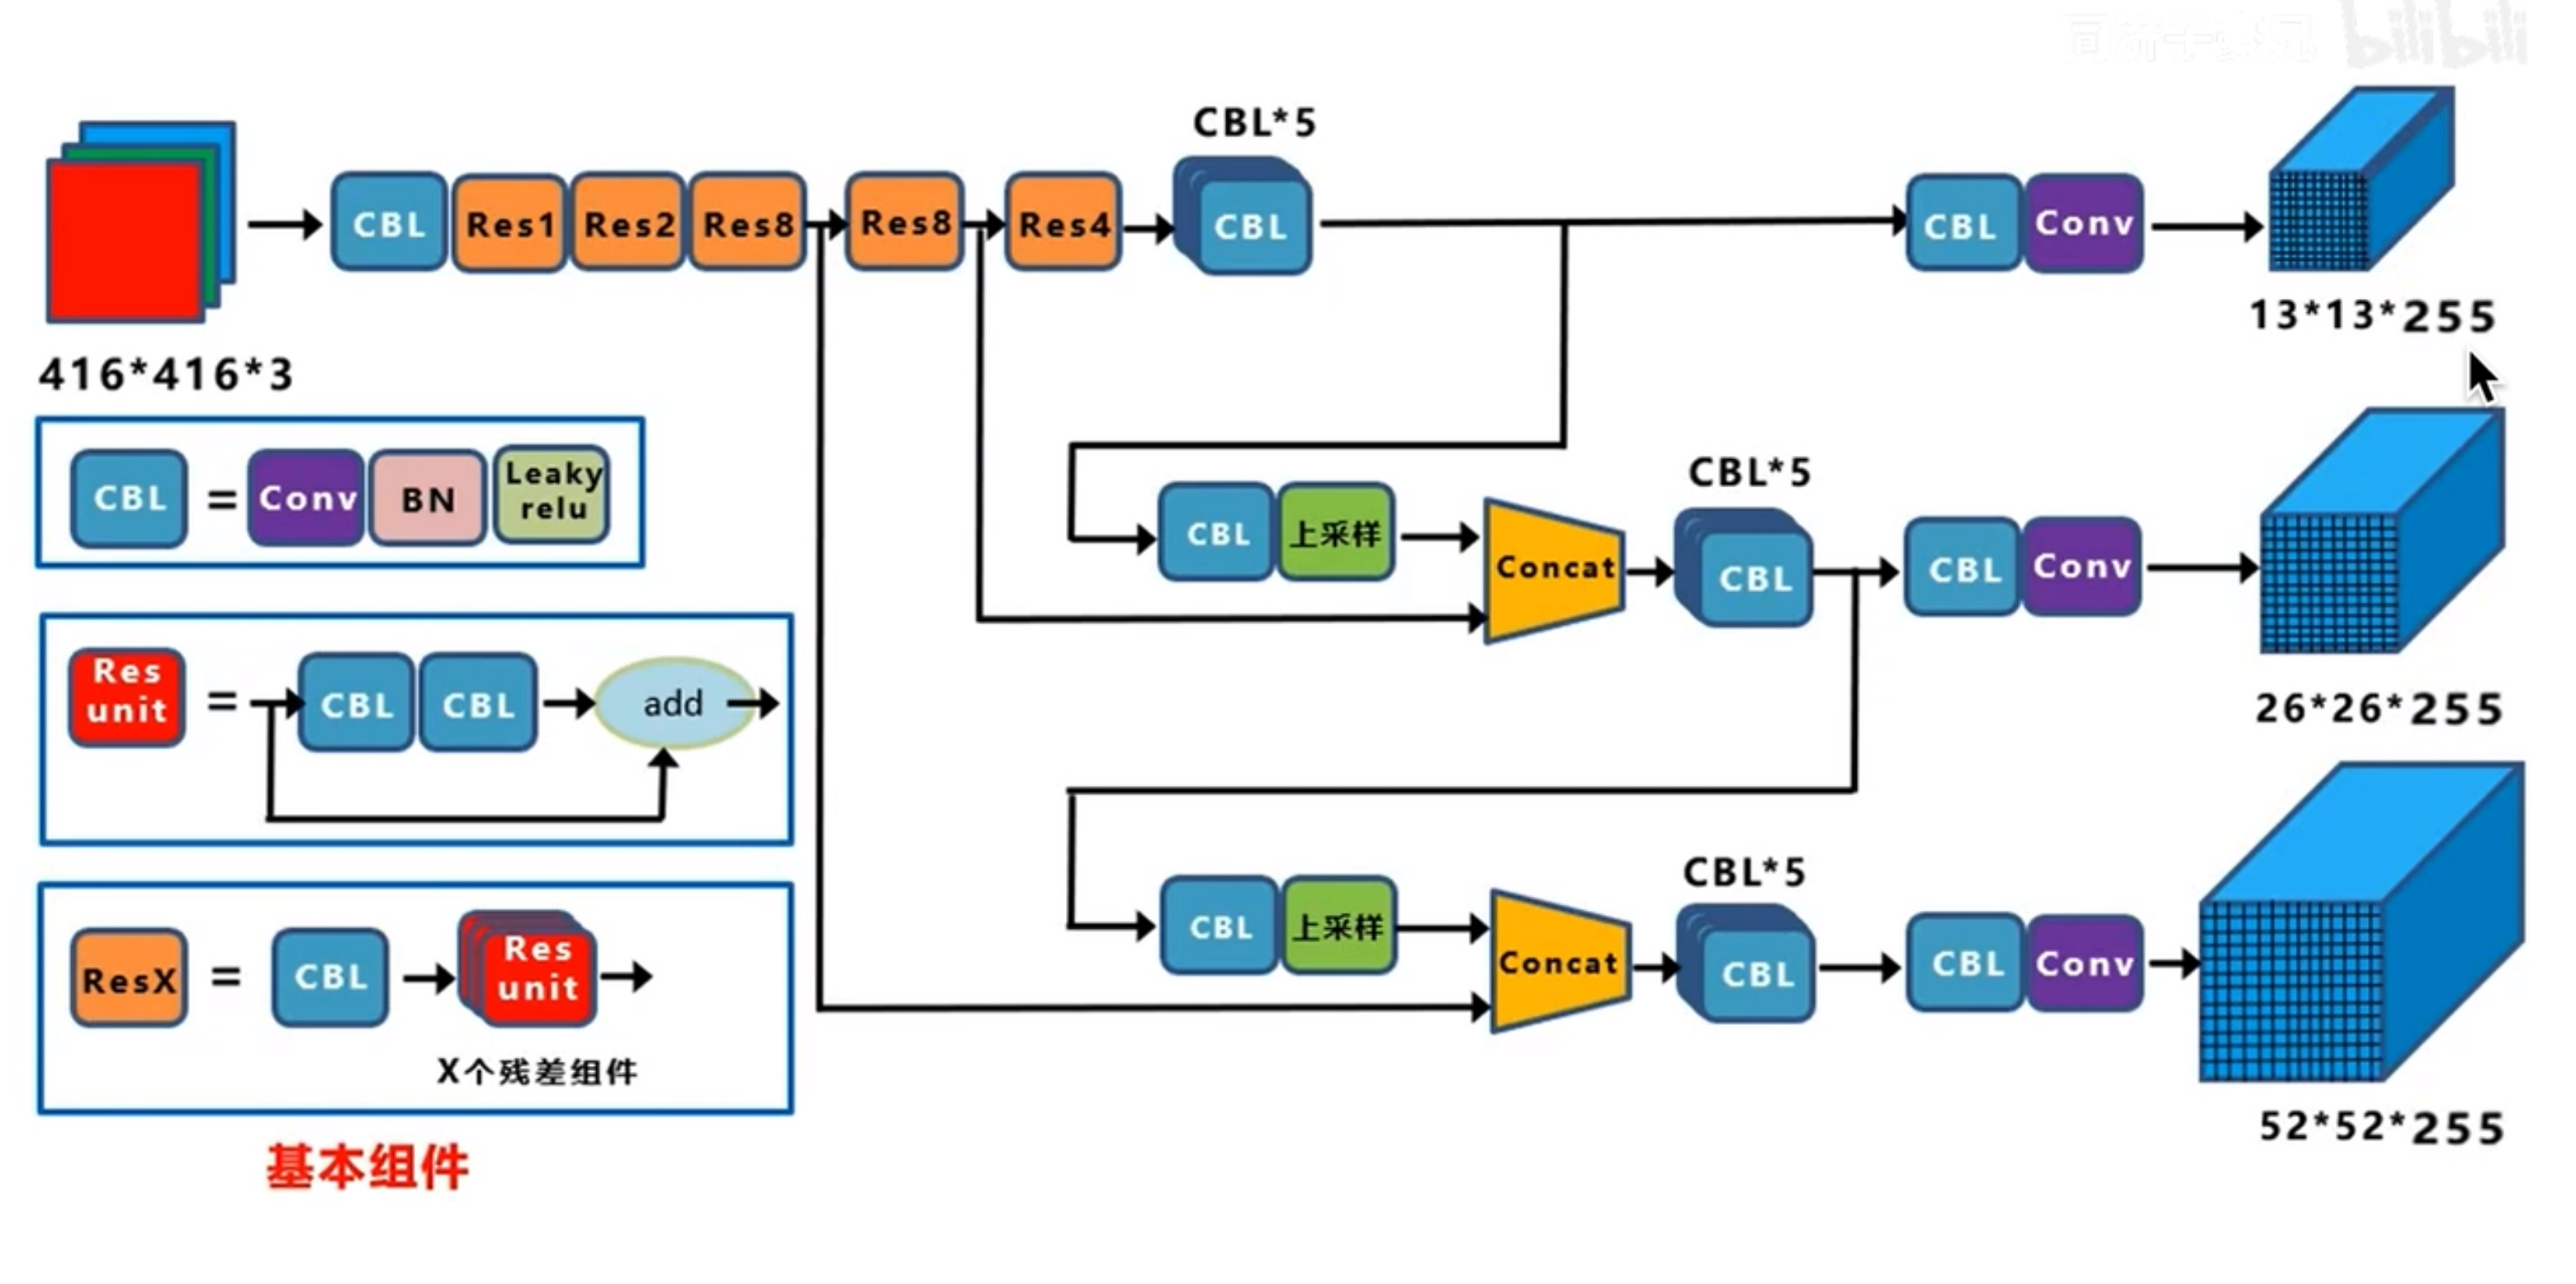 bilibili
CBL*5
CBL Res1 Res2 Res8 Res8 Res4 CBL CBL Conv
13*13*255
416*416*3
CBL = Conv BN Leaky relu
CBL*5
CBL 上采样 Concat CBL CBL Conv
26*26*255
Res unit = CBL CBL add
CBL*5
CBL 上采样 Concat CBL CBL Conv
52*52*255
ResX = CBL Res unit
X个残差组件
基本组件